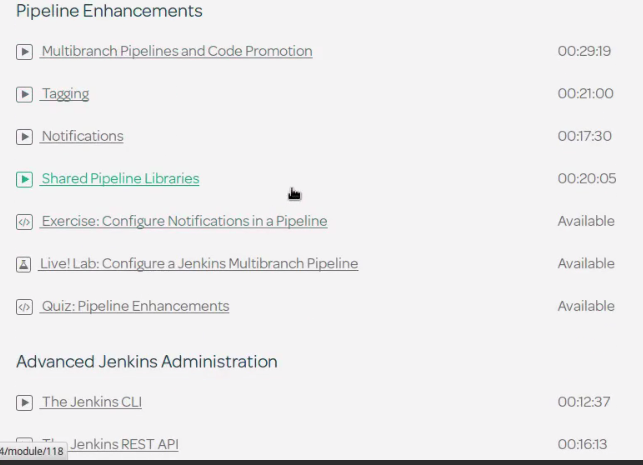 Pipeline Enhancements
Multibranch Pipelines and Code Promotion 00:29:19
Tagging 00:21:00
Notifications 00:17:30
Shared Pipeline Libraries 00:20:05
Exercise: Configure Notifications in a Pipeline Available
Live! Lab: Configure a Jenkins Multibranch Pipeline Available
Quiz: Pipeline Enhancements Available
Advanced Jenkins Administration
The Jenkins CLI 00:12:37
The Jenkins REST API 00:16:13
4/module/118